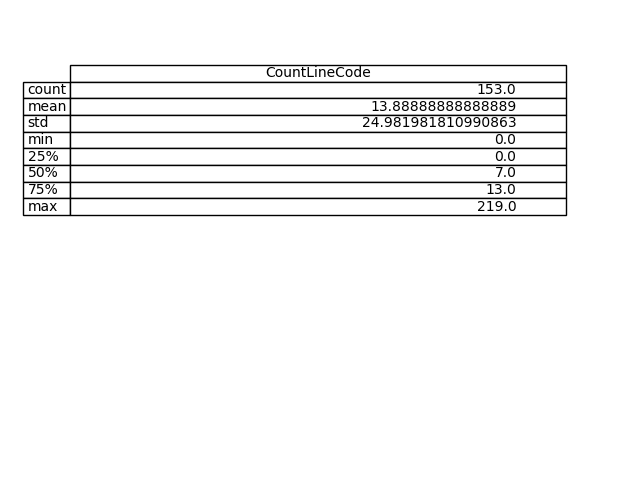 CountLineCode
count 153.0
mean 13.88888888888889
std 24.981981810990863
min 0.0
25% 0.0
50% 7.0
75% 13.0
max 219.0